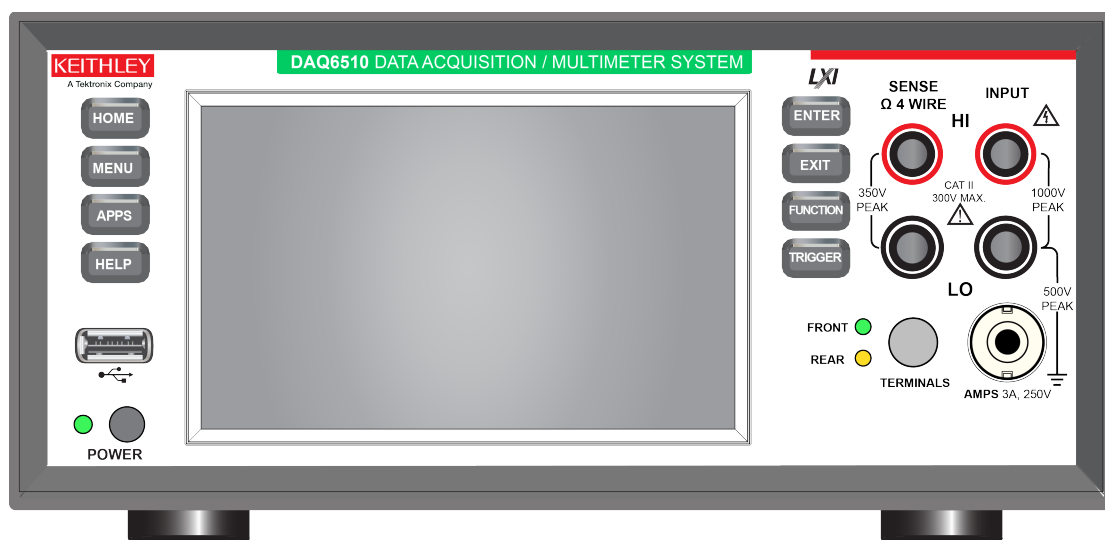 KEITHLEY
A Tektronix Company
DAQ6510 DATA ACQUISITION / MULTIMETER SYSTEM
LXI
HOME
MENU
APPS
HELP
POWER
ENTER
EXIT
FUNCTION
TRIGGER
SENSE
Ω 4 WIRE
INPUT
HI
350V
PEAK
CAT II
300V MAX.
1000V
PEAK
LO
500V
PEAK
FRONT
REAR
TERMINALS
AMPS 3A, 250V